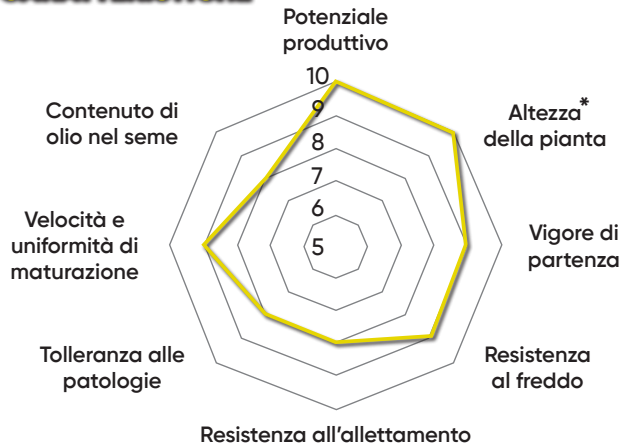 Potenziale
produttivo
10
9
8
7
6
5
Altezza*
della pianta
Vigore di
partenza
Resistenza
al freddo
Resistenza all'allettamento
Tolleranza alle
patologie
Velocità e
uniformità di
maturazione
Contenuto di
olio nel seme